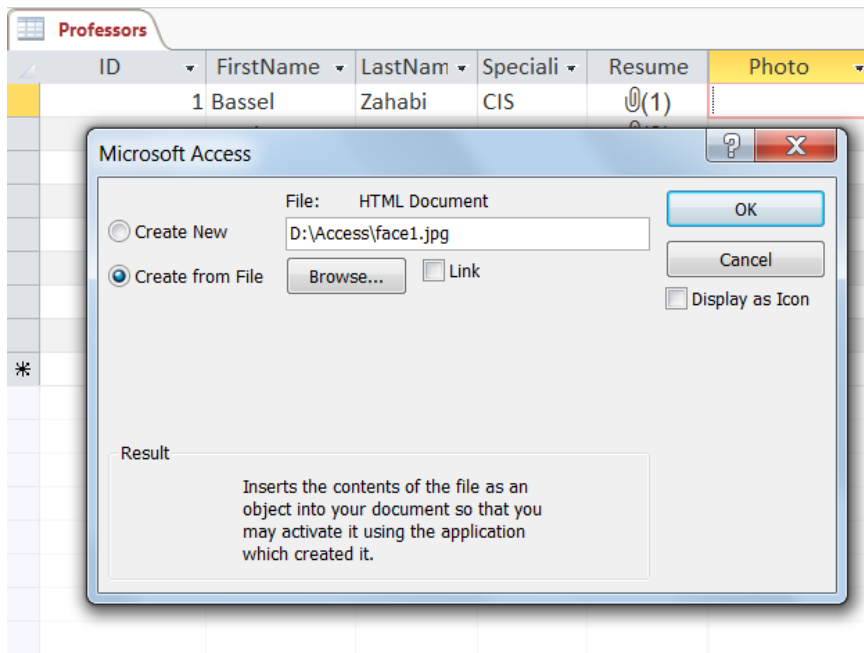 Professors
ID FirstName LastNam Speciali Resume Photo
1 Bassel Zahabi CIS (1)
Microsoft Access
File: HTML Document
OK
Create New
D:\Access\face1.jpg
Create from File
Browse...
Link
Cancel
Display as Icon
Result
Inserts the contents of the file as an
object into your document so that you
may activate it using the application
which created it.